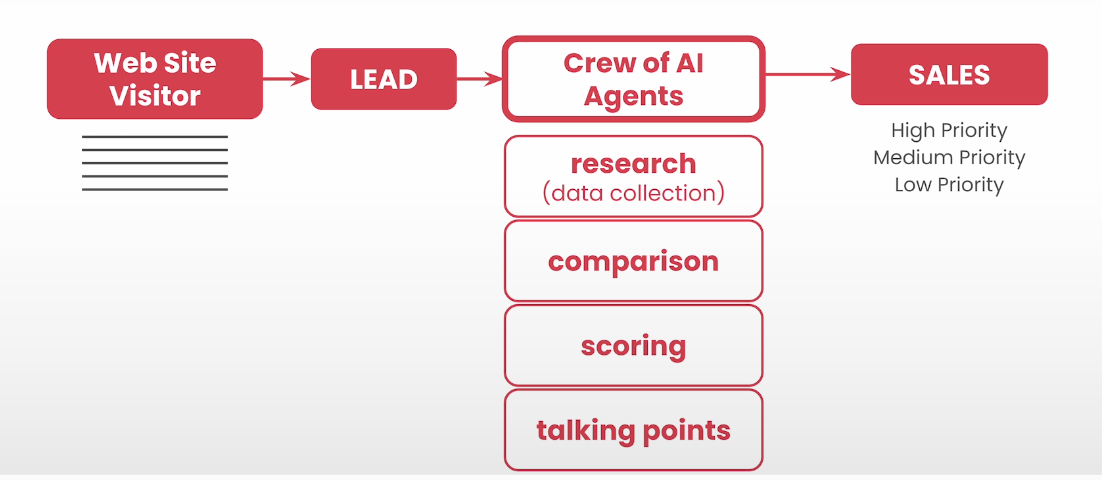 Web Site
Visitor
LEAD
Crew of AI
Agents
SALES
High Priority
Medium Priority
Low Priority
research
(data collection)
comparison
scoring
talking points